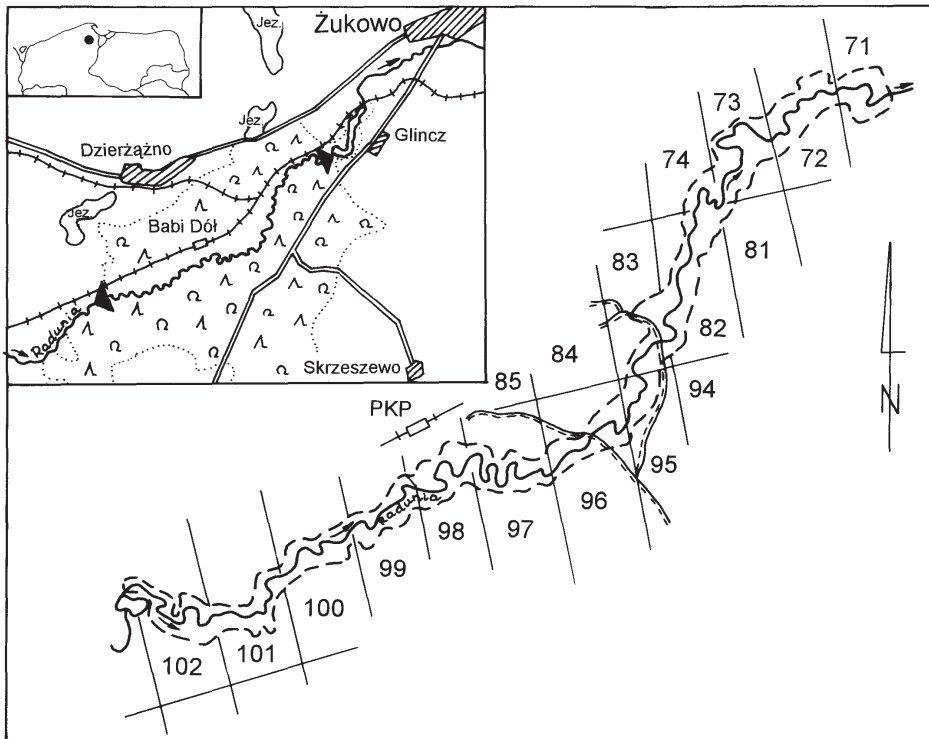 Jez.
Żukowo
Jez.
Glincz
Dzierżążno
Jez.
Babi Dół
Radunia
Skrzeszewo
71
73
72
74
81
83
82
84
94
85
PKP
95
96
Radunia
98
97
99
100
101
102
N